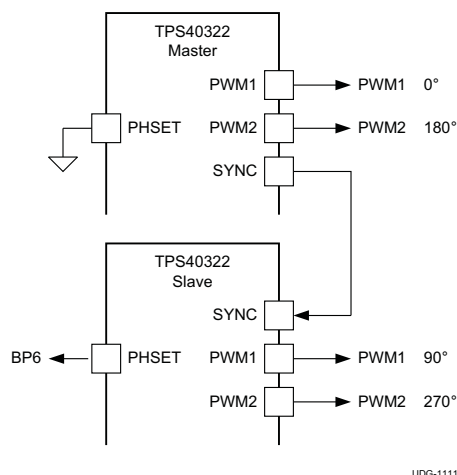 TPS40322
Master
PWM1 PWM1 0°
PHSET PWM2 PWM2 180°
SYNC
TPS40322
Slave
SYNC
BP6 PHSET PWM1 PWM1 90°
PWM2 PWM2 270°
UDG-1111